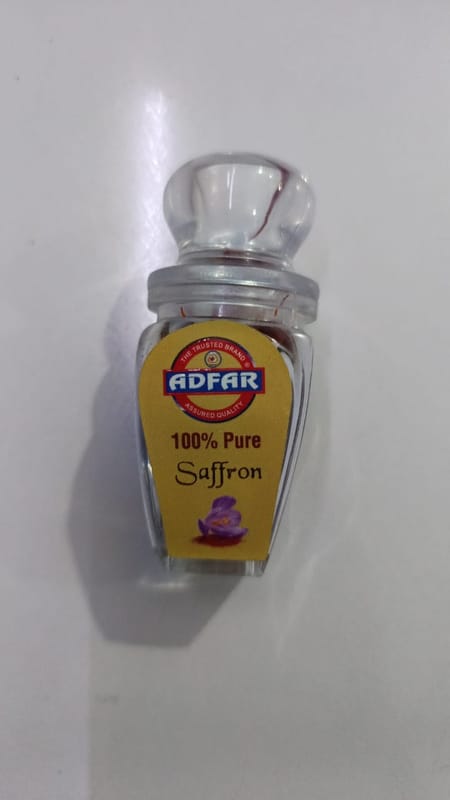 THE TRUSTED BRAND
ADFAR
ASSURED QUALITY
100% Pure
Saffron